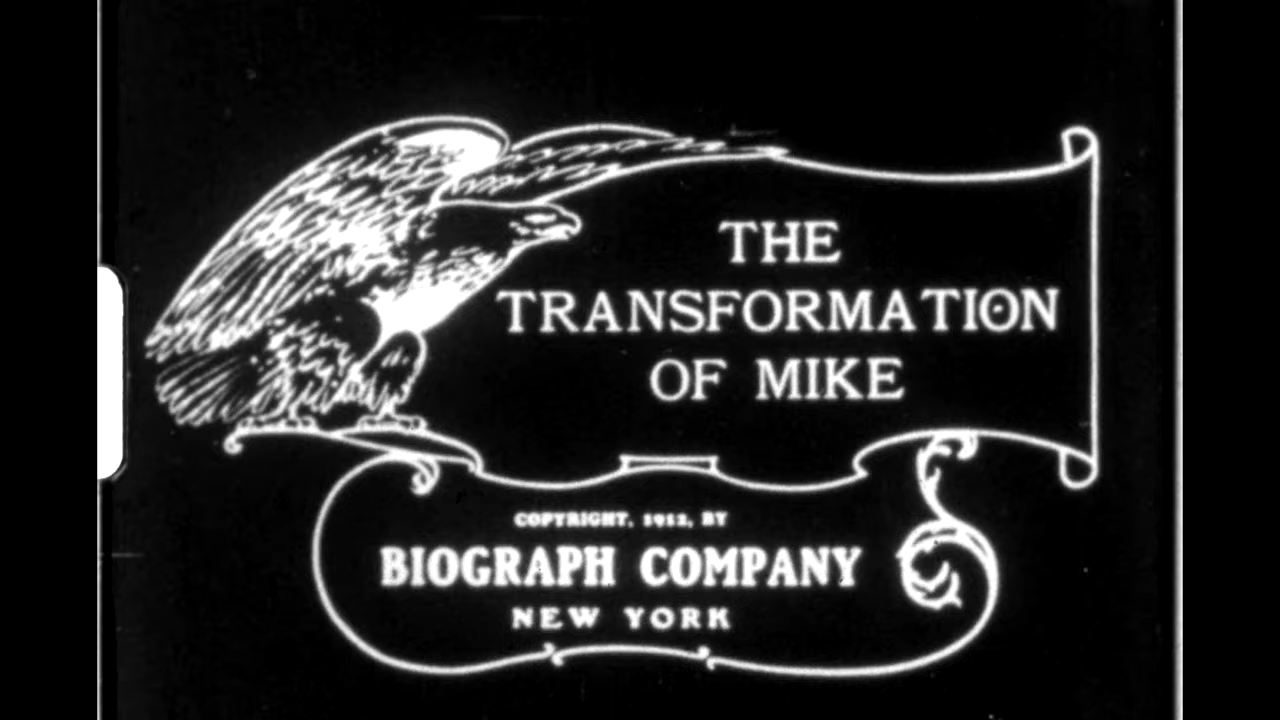 THE
TRANSFORMATION
OF MIKE
COPYRIGHT, 1912, BY
BIOGRAPH COMPANY
NEW YORK